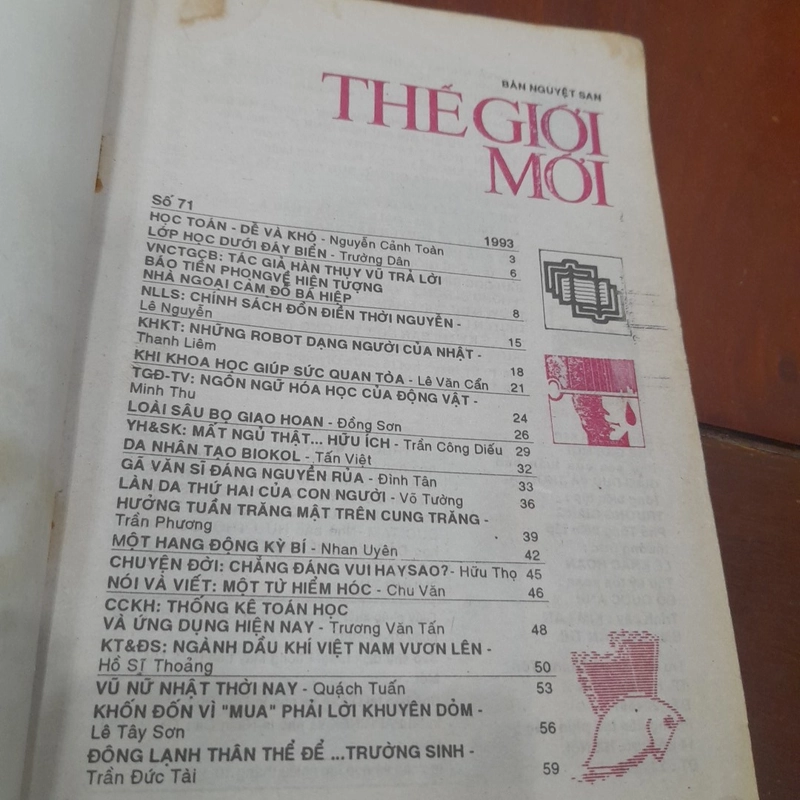 BÁN NGUYỆT SAN
THẾ GIỚI
MỚI
Số 71
1993
HỌC TOÁN - DỄ VÀ KHÓ - Nguyễn Cảnh Toàn 3
LỚP HỌC DƯỚI ĐÁY BIỂN - Trường Dân 6
VNCTGCB: TÁC GIẢ HÀN THỤY VŨ TRẢ LỜI
BÁO TIỀN PHONGVỀ HIỆN TƯỢNG
NHÀ NGOẠI CẢM ĐỖ BÁ HIỆP 8
NLLS: CHÍNH SÁCH ĐỒN ĐIỀN THỜI NGUYỄN -
Lê Nguyễn 15
KHKT: NHỮNG ROBOT DẠNG NGƯỜI CỦA NHẬT -
Thanh Liêm 18
KHI KHOA HỌC GIÚP SỨC QUAN TÒA - Lê Văn Cẩn 21
TGĐ-TV: NGÔN NGỮ HÓA HỌC CỦA ĐỘNG VẬT -
Minh Thu 24
LOÀI SÂU BỌ GIAO HOAN - Đồng Sơn 26
YH&SK: MẤT NGỦ THẬT... HỮU ÍCH - Trần Công Diếu 29
DA NHÂN TẠO BIOKOL - Tấn Việt 32
GÃ VĂN SĨ ĐÁNG NGUYỀN RỦA - Đình Tân 33
LÀN DA THỨ HAI CỦA CON NGƯỜI - Võ Tường 36
HƯỞNG TUẦN TRĂNG MẬT TRÊN CUNG TRĂNG -
Trần Phương 39
MỘT HANG ĐỘNG KỲ BÍ - Nhan Uyên 42
CHUYỆN ĐỜI: CHẲNG ĐÁNG VUI HAYSAO?- Hữu Thọ 45
NÓI VÀ VIẾT: MỘT TỪ HIỂM HÓC - Chu Văn 46
CCKH: THỐNG KÊ TOÁN HỌC
VÀ ỨNG DỤNG HIỆN NAY - Trương Văn Tấn 48
KT&ĐS: NGÀNH DẦU KHÍ VIỆT NAM VƯƠN LÊN -
Hồ Sĩ Thoảng 50
VŨ NỮ NHẬT THỜI NAY - Quách Tuấn 53
KHỐN ĐỐN VÌ "MUA" PHẢI LỜI KHUYÊN DỎM -
Lê Tây Sơn 56
ĐÔNG LẠNH THÂN THỂ ĐỂ ...TRƯỜNG SINH -
Trần Đức Tài 59